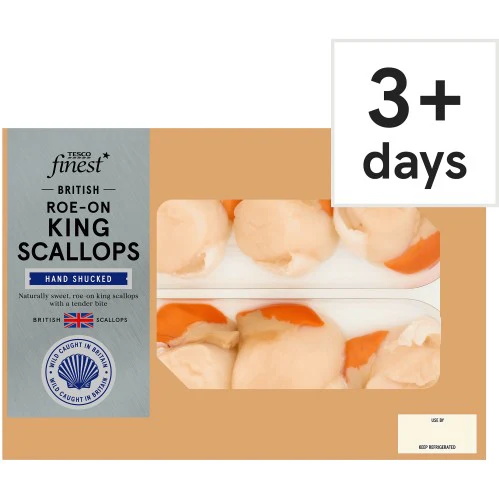 3+
days
TESCO
finest*
BRITISH
ROE-ON
KING
SCALLOPS
HAND SHUCKED
Naturally sweet, roe-on king scallops
with a tender bite
BRITISH SCALLOPS
WILD CAUGHT IN BRITAIN
WILD CAUGHT IN BRITAIN
USE BY
KEEP REFRIGERATED